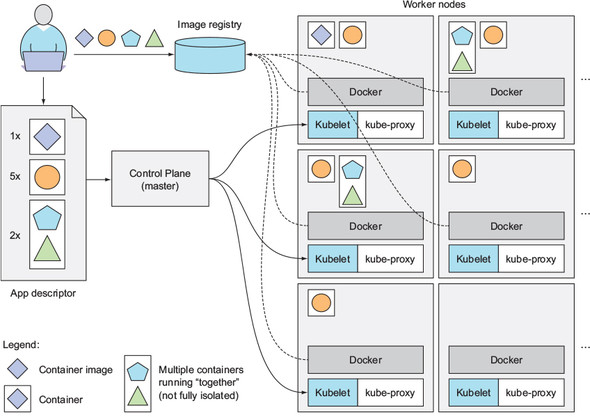 Worker nodes
Image registry
Docker
Kubelet kube-proxy
Docker
Kubelet kube-proxy
...
1x
5x
2x
App descriptor
Control Plane
(master)
Docker
Kubelet kube-proxy
Docker
Kubelet kube-proxy
...
Docker
Kubelet kube-proxy
Docker
Kubelet kube-proxy
...
Legend:
Container image
Container
Multiple containers
running “together”
(not fully isolated)